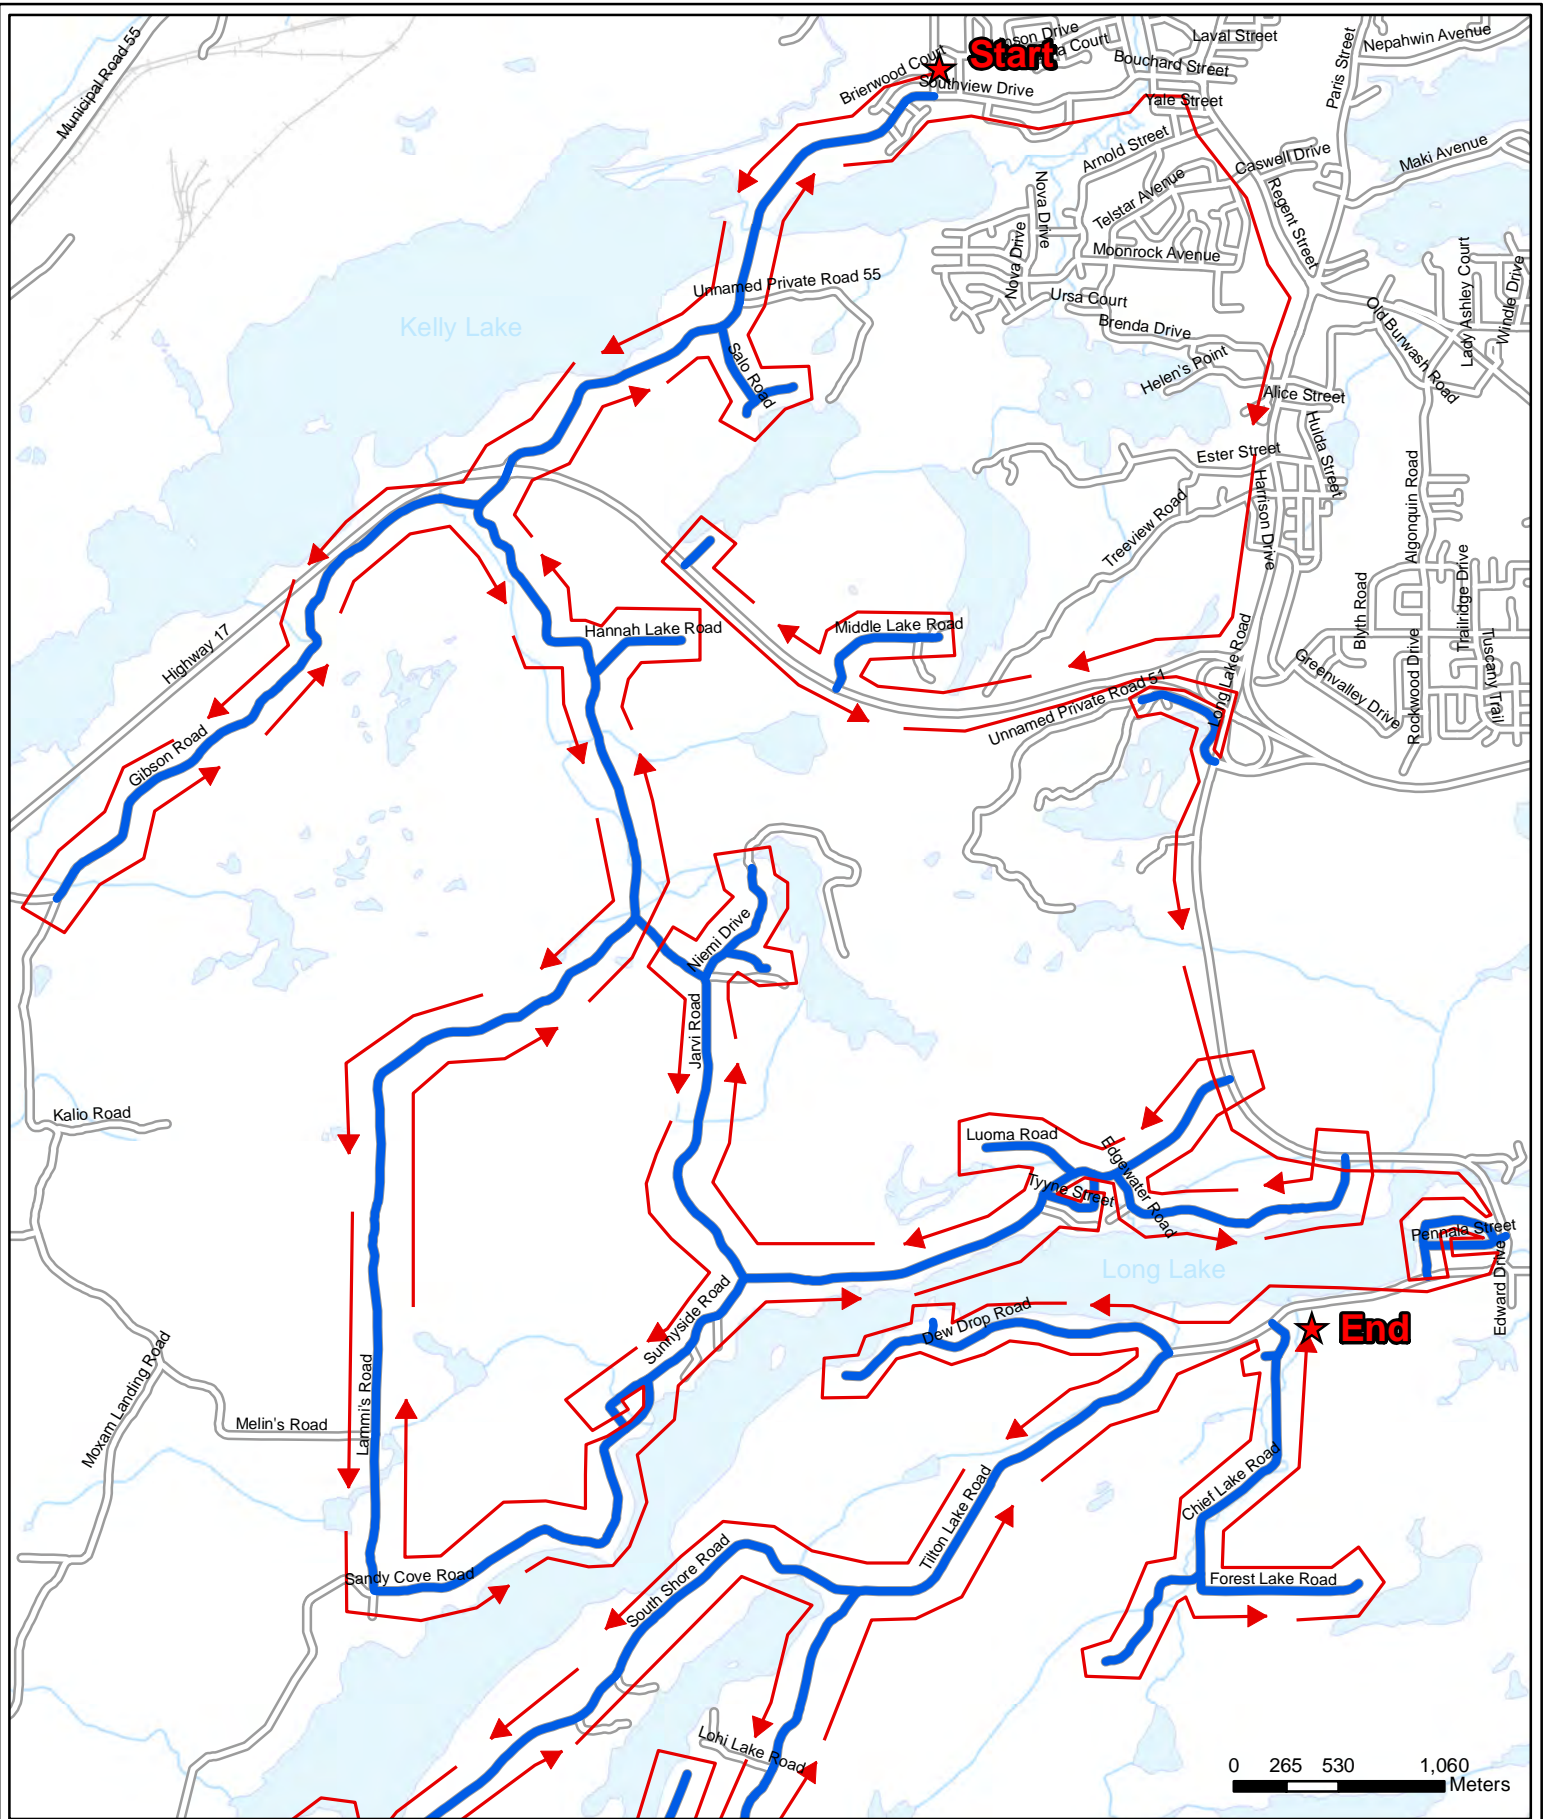 Municipal Road 55
Laval Street
Nepahwin Avenue
Paris Street
Start
Bouchard Street
Brierwood Court
Southview Drive
Yale Street
Arnold Street
Caswell Drive
Maki Avenue
Telstar Avenue
Regent Street
Nova Drive
Nova Drive
Moonrock Avenue
Lady Ashley Court
Windle Drive
Unnamed Private Road 55
Ursa Court
Brenda Drive
Old Burwash Road
Kelly Lake
Salo Road
Helen's Point
Alice Street
Hulda Street
Ester Street
Harrison Drive
Algonquin Road
Treeview Road
Trailridge Drive
Blyth Road
Tuscany Trail
Rockwood Drive
Greenvalley Drive
Highway 17
Hannah Lake Road
Middle Lake Road
Long Lake Road
Unnamed Private Road 51
Gibson Road
Niemi Drive
Jarvi Road
Kalio Road
Luoma Road
Edgewater Road
Tyyne Street
Pennala Street
Edward Drive
Long Lake
Sunnyside Road
Dew Drop Road
End
Moxam Landing Road
Melin's Road
Lammi's Road
Chief Lake Road
Tilton Lake Road
Sandy Cove Road
South Shore Road
Forest Lake Road
Lohi Lake Road
0 265 530 1,060
Meters